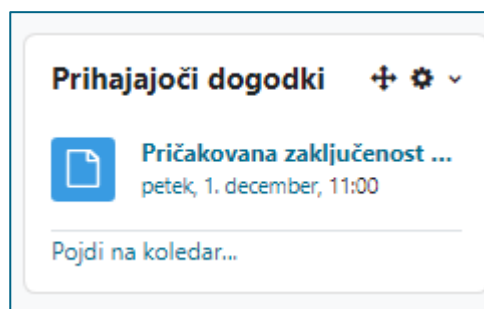 Prihajajoči dogodki
Pričakovana zaključenost ...
petek, 1. december, 11:00
Pojdi na koledar...